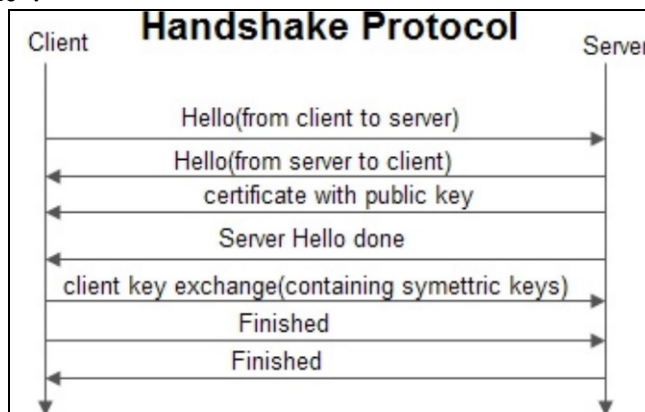 Handshake Protocol
Client
Server
Hello(from client to server)
Hello(from server to client)
certificate with public key
Server Hello done
client key exchange(containing symettric keys)
Finished
Finished